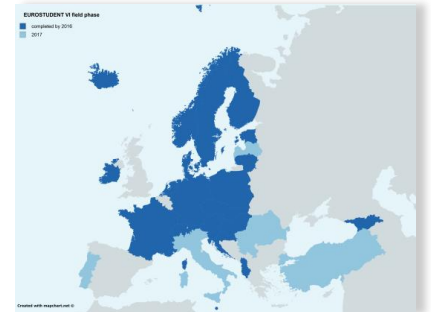 EUROSTUDENT VI field phase
completed by 2016
2017
Created with mapchart.net ©